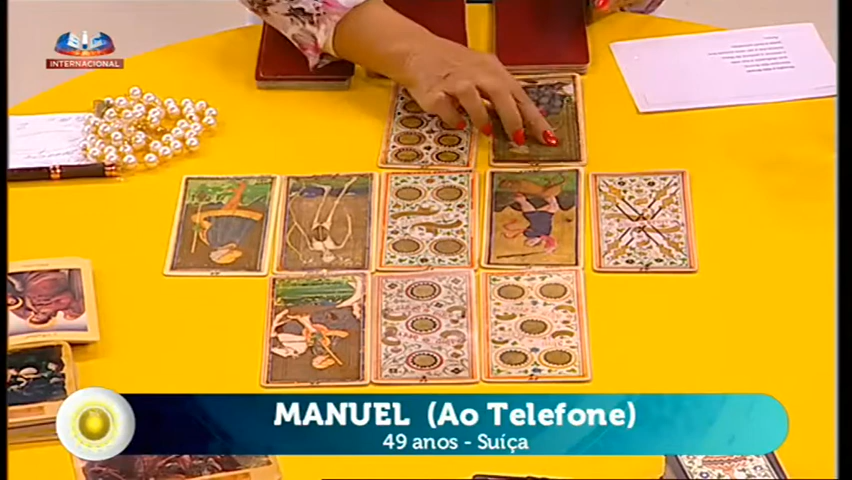 SIC
INTERNACIONAL
MANUEL (Ao Telefone)
49 anos - Suíça